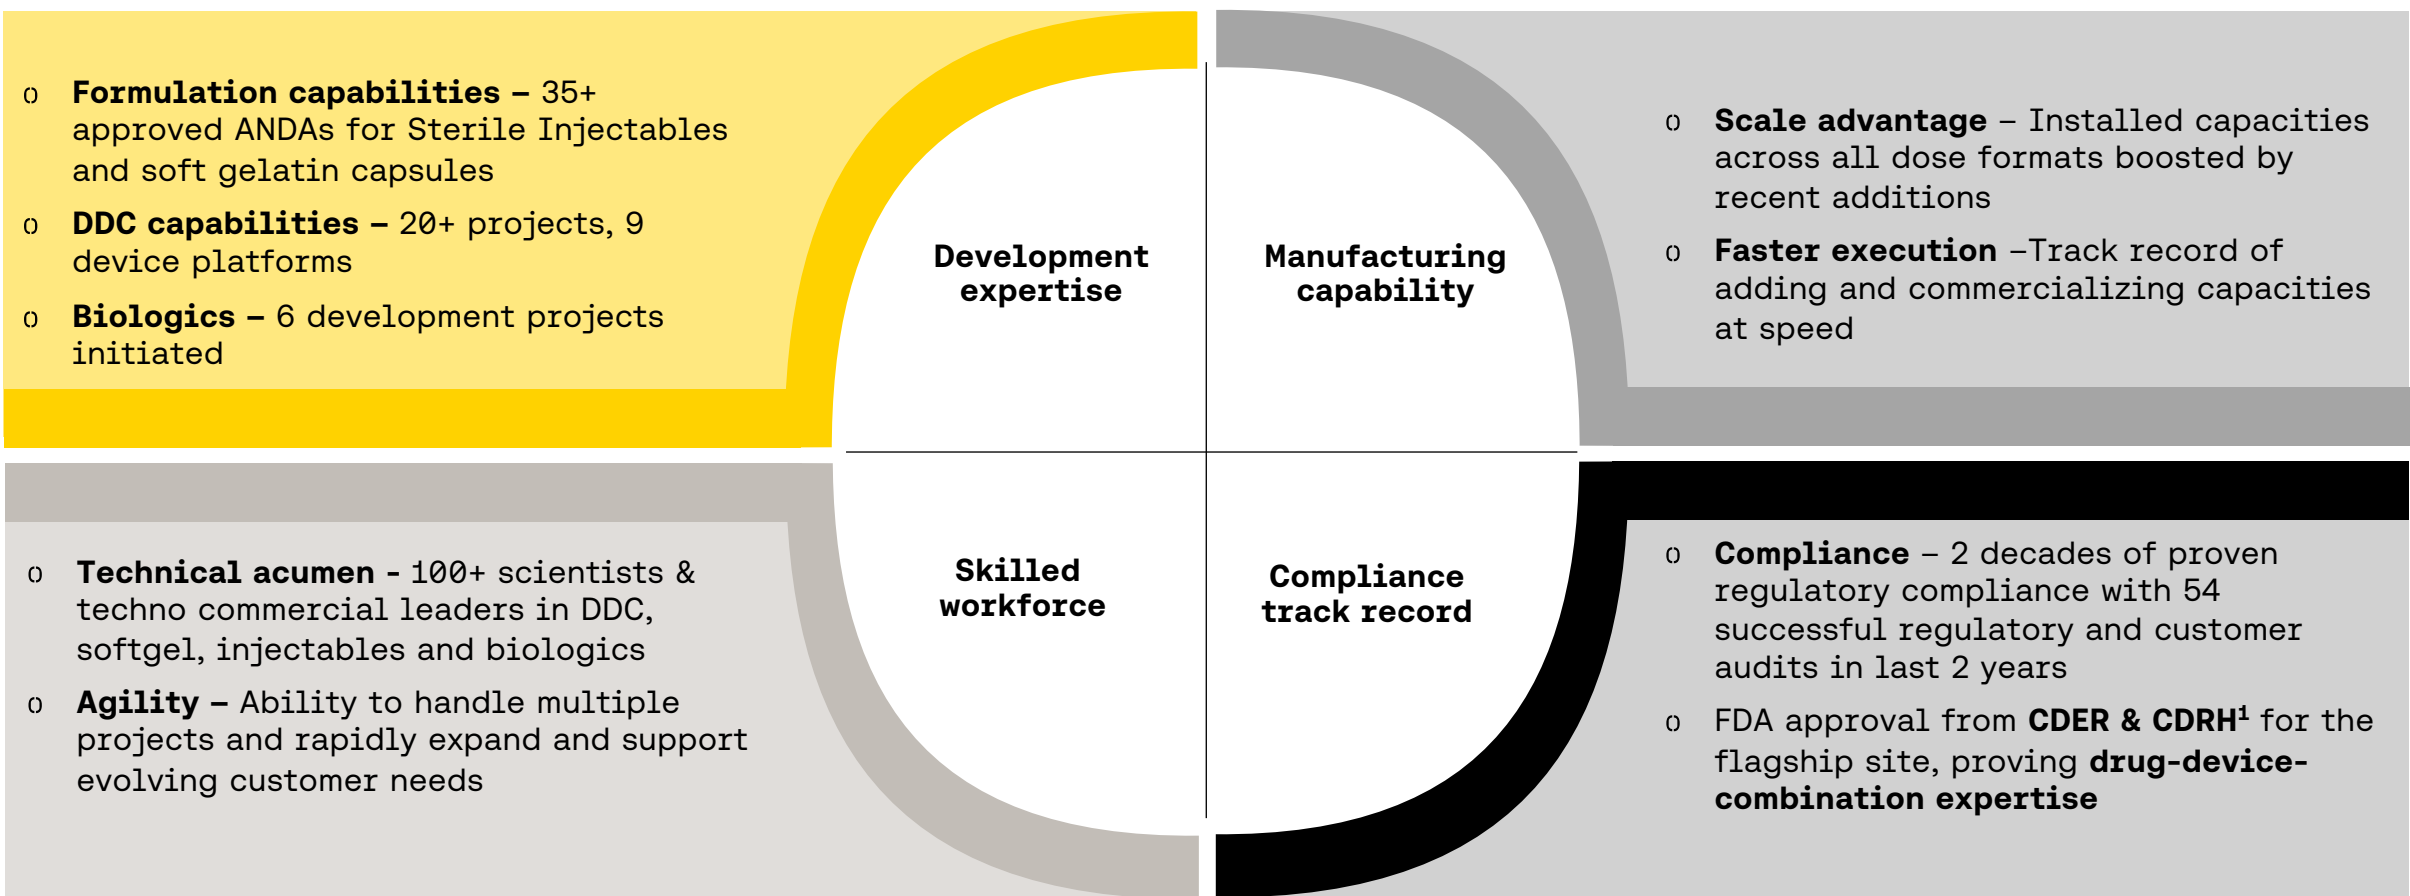 Formulation capabilities – 35+
approved ANDAs for Sterile Injectables
and soft gelatin capsules
DDC capabilities – 20+ projects, 9
device platforms
Biologics – 6 development projects
initiated
Development
expertise
Manufacturing
capability
Scale advantage – Installed capacities
across all dose formats boosted by
recent additions
Faster execution –Track record of
adding and commercializing capacities
at speed
Technical acumen - 100+ scientists &
techno commercial leaders in DDC,
softgel, injectables and biologics
Agility – Ability to handle multiple
projects and rapidly expand and support
evolving customer needs
Skilled
workforce
Compliance
track record
Compliance – 2 decades of proven
regulatory compliance with 54
successful regulatory and customer
audits in last 2 years
FDA approval from CDER & CDRH¹ for the
flagship site, proving drug-device-
combination expertise